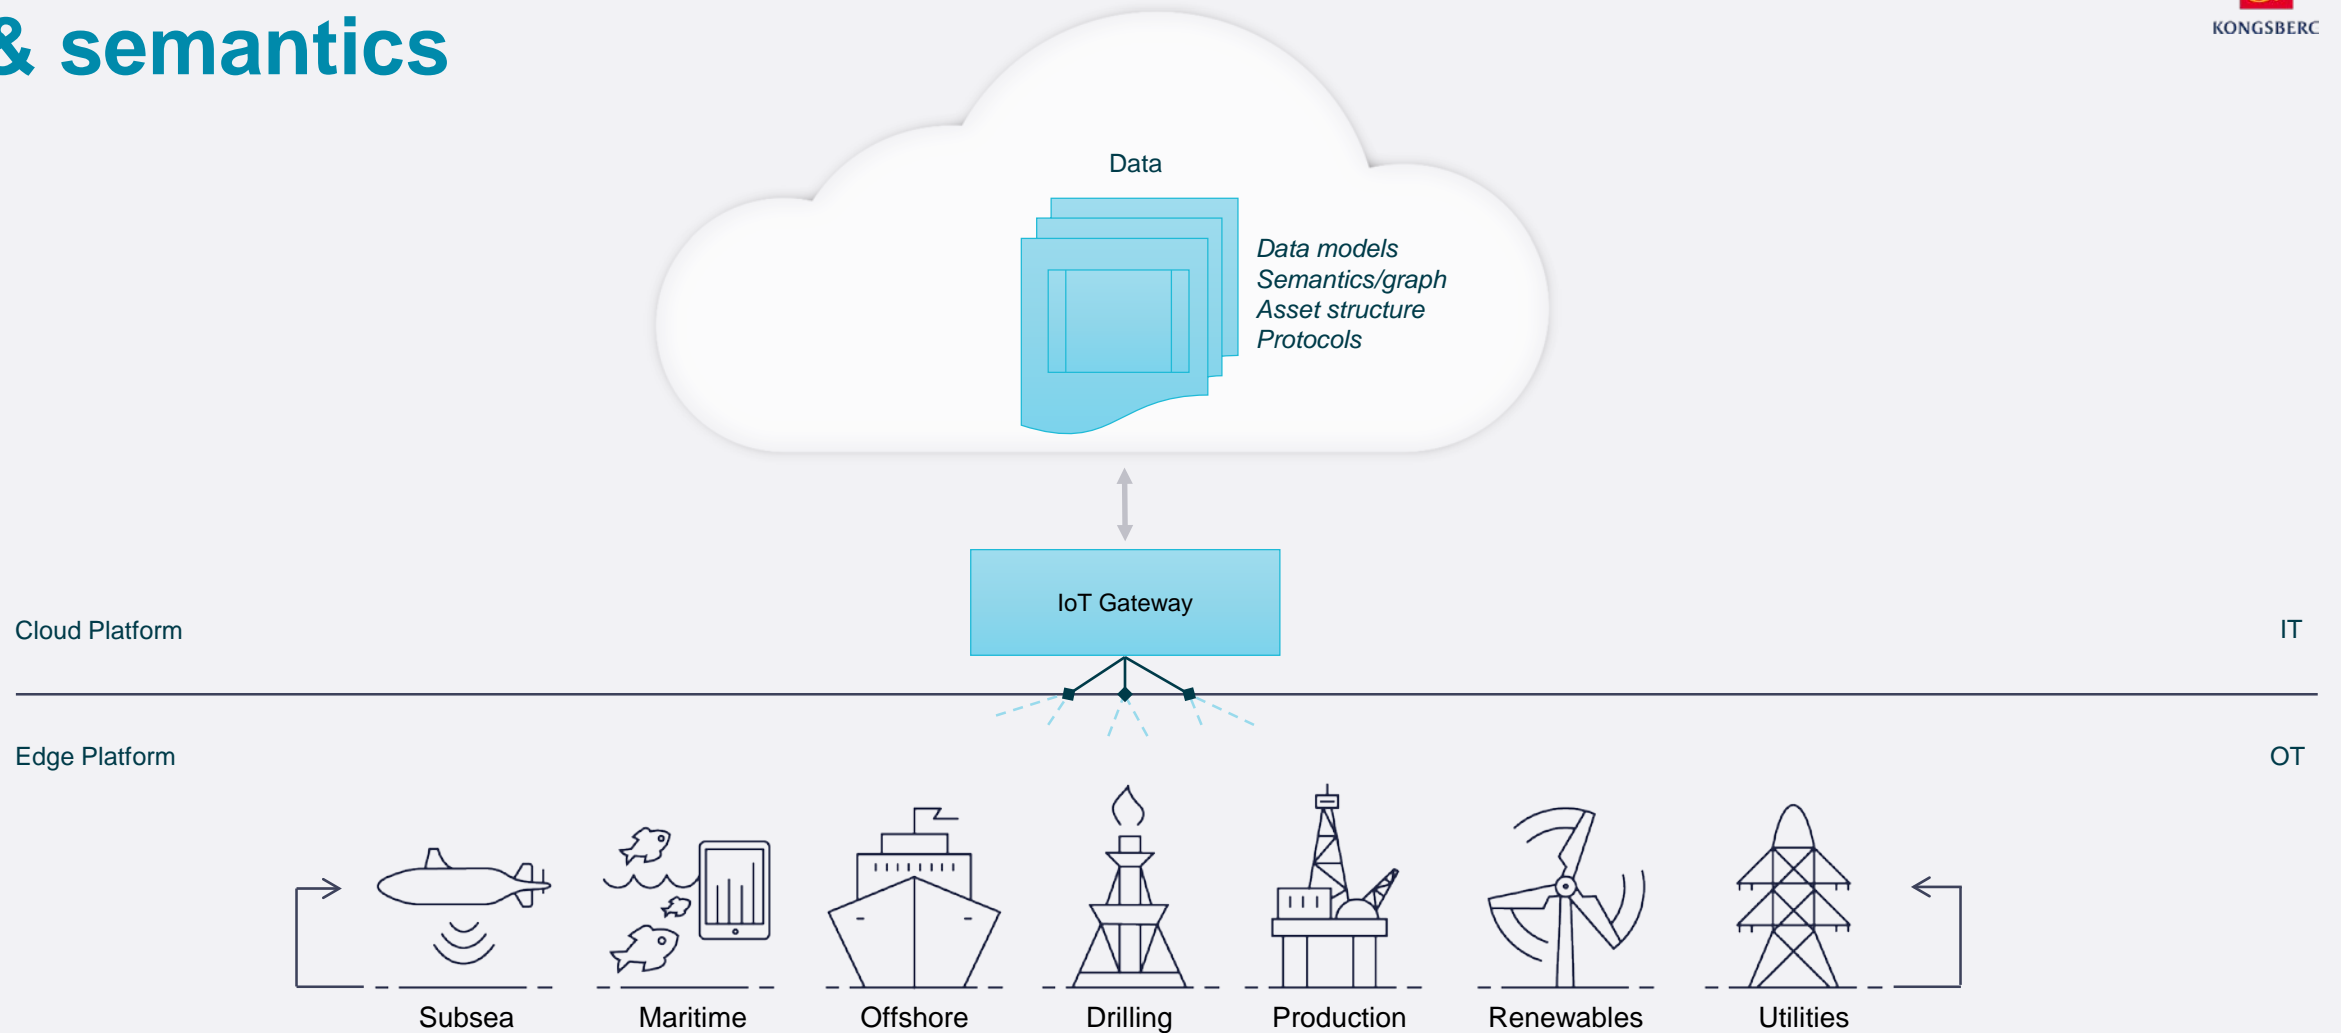 & semantics
KONGSBERG
Data
Data models
Semantics/graph
Asset structure
Protocols
IoT Gateway
Cloud Platform
IT
Edge Platform
OT
Subsea
Maritime
Offshore
Drilling
Production
Renewables
Utilities